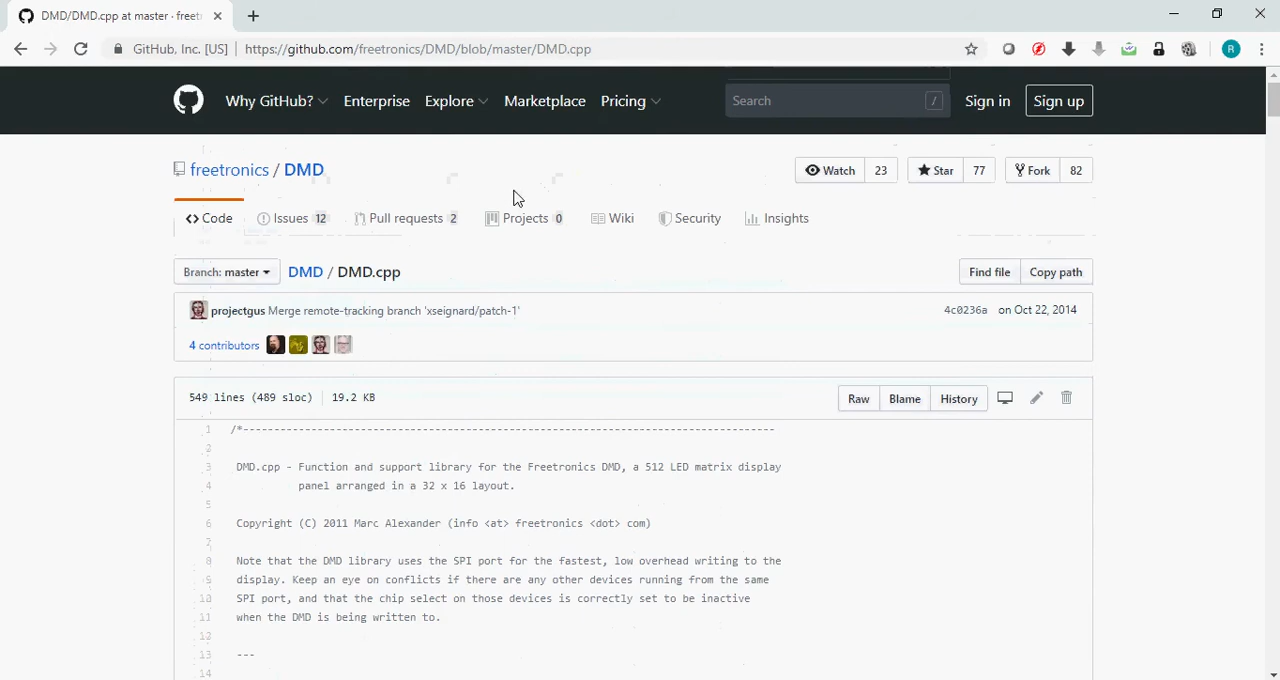 DMD/DMD.cpp at master · freet
GitHub, Inc. [US] | https://github.com/freetronics/DMD/blob/master/DMD.cpp
R
Why GitHub? Enterprise Explore Marketplace Pricing Search / Sign in Sign up
freetronics / DMD Watch 23 Star 77 Fork 82
Code Issues 12 Pull requests 2 Projects 0 Wiki Security Insights
Branch: master DMD / DMD.cpp Find file Copy path
projectgus Merge remote-tracking branch 'xseignard/patch-1' 4c0236a on Oct 22, 2014
4 contributors
549 lines (489 sloc) 19.2 KB Raw Blame History
1 /*--------------------------------------------------------------------------------------
2
3 DMD.cpp - Function and support library for the Freetronics DMD, a 512 LED matrix display
4 panel arranged in a 32 x 16 layout.
5
6 Copyright (C) 2011 Marc Alexander (info <at> freetronics <dot> com)
7
8 Note that the DMD library uses the SPI port for the fastest, low overhead writing to the
9 display. Keep an eye on conflicts if there are any other devices running from the same
10 SPI port, and that the chip select on those devices is correctly set to be inactive
11 when the DMD is being written to.
12
13 ---
14